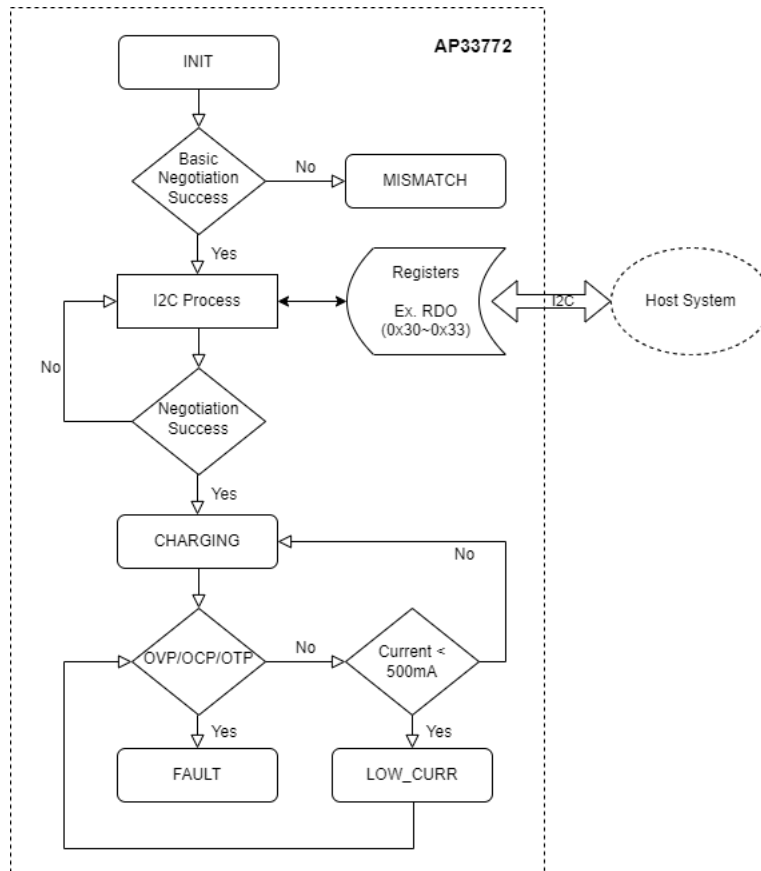 AP33772
INIT
Basic
Negotiation
Success
No
MISMATCH
Yes
I2C Process
Registers
Ex. RDO
(0x30~0x33)
I2C
Host System
No
Negotiation
Success
Yes
CHARGING
No
OVP/OCP/OTP
No
Current <
500mA
Yes
Yes
FAULT
LOW_CURR